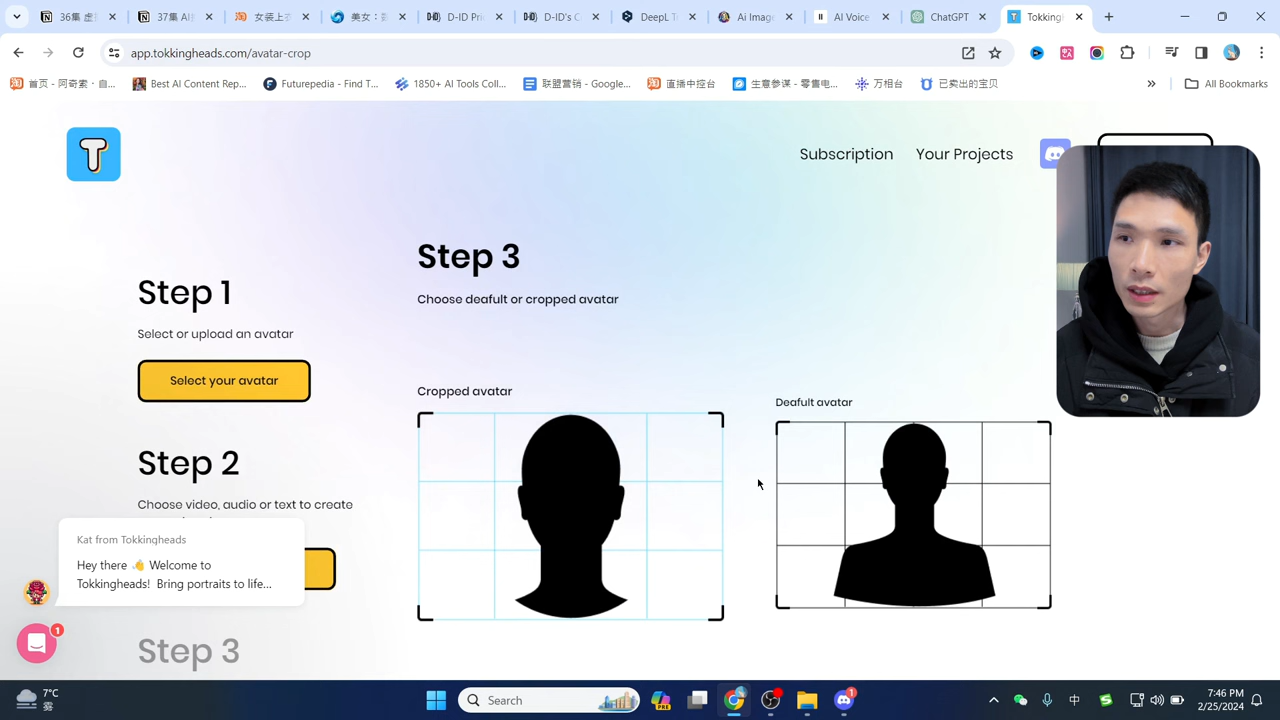 36集 虚
37集 AI
女装上衣
美女:
D-ID Pri
D-ID's
DeepL T
Ai Image
AI Voice
ChatGPT
Tokking
app.tokkingheads.com/avatar-crop
首页 - 阿奇索 · 自...
Best AI Content Rep...
Futurepedia - Find T...
1850+ AI Tools Coll...
联盟营销 - Google...
直播中控台
生意参谋 - 零售电...
万相台
已卖出的宝贝
»
All Bookmarks
T
Subscription
Your Projects
Step 3
Choose deafult or cropped avatar
Step 1
Select or upload an avatar
Select your avatar
Cropped avatar
Deafult avatar
Step 2
Choose video, audio or text to create
Kat from Tokkingheads
Hey there 👋 Welcome to
Tokkingheads! Bring portraits to life...
1
Step 3
7°C
雾
Search
PRE
1
中
7:46 PM
2/25/2024